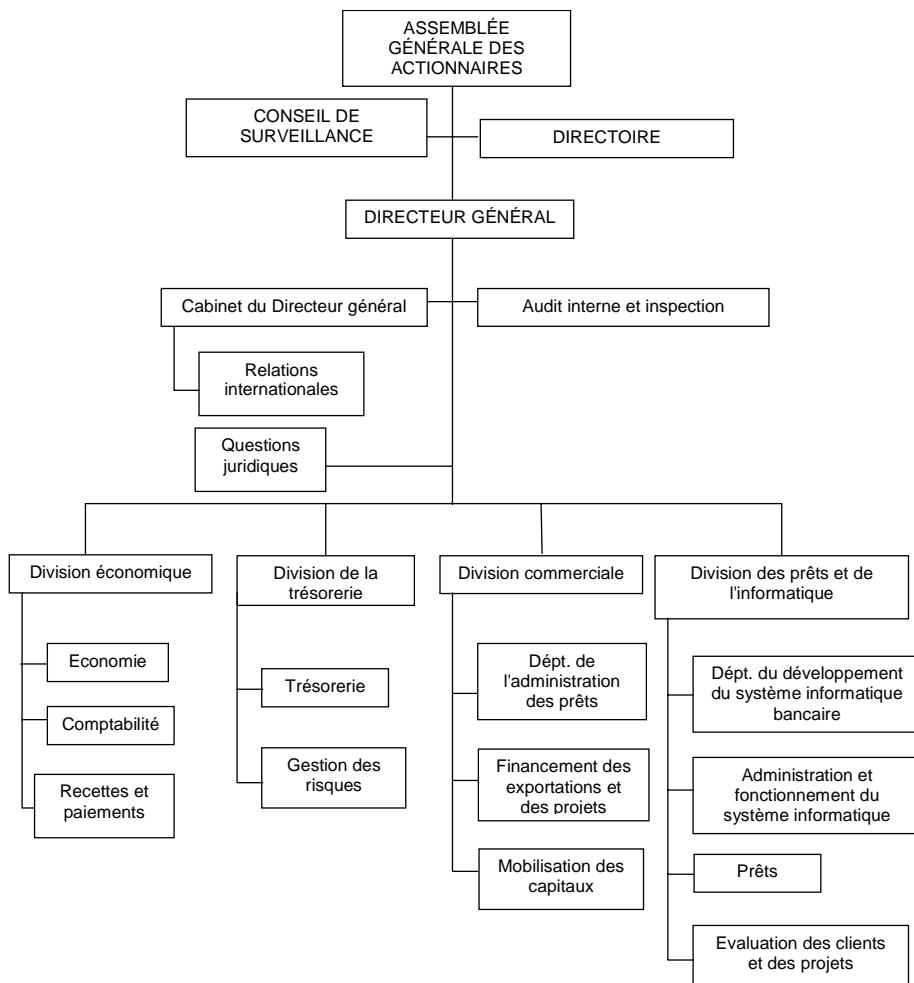 ASSEMBLÉE
GÉNÉRALE DES
ACTIONNAIRES
CONSEIL DE
SURVEILLANCE
DIRECTOIRE
DIRECTEUR GÉNÉRAL
Cabinet du Directeur général
Audit interne et inspection
Relations
internationales
Questions
juridiques
Division économique
Division de la
trésorerie
Division commerciale
Division des prêts et de
l'informatique
Economie
Comptabilité
Recettes et
paiements
Trésorerie
Gestion des
risques
Dépt. de
l'administration
des prêts
Financement des
exportations et
des projets
Mobilisation des
capitaux
Dépt. du développement
du système informatique
bancaire
Administration et
fonctionnement du
système informatique
Prêts
Evaluation des clients
et des projets